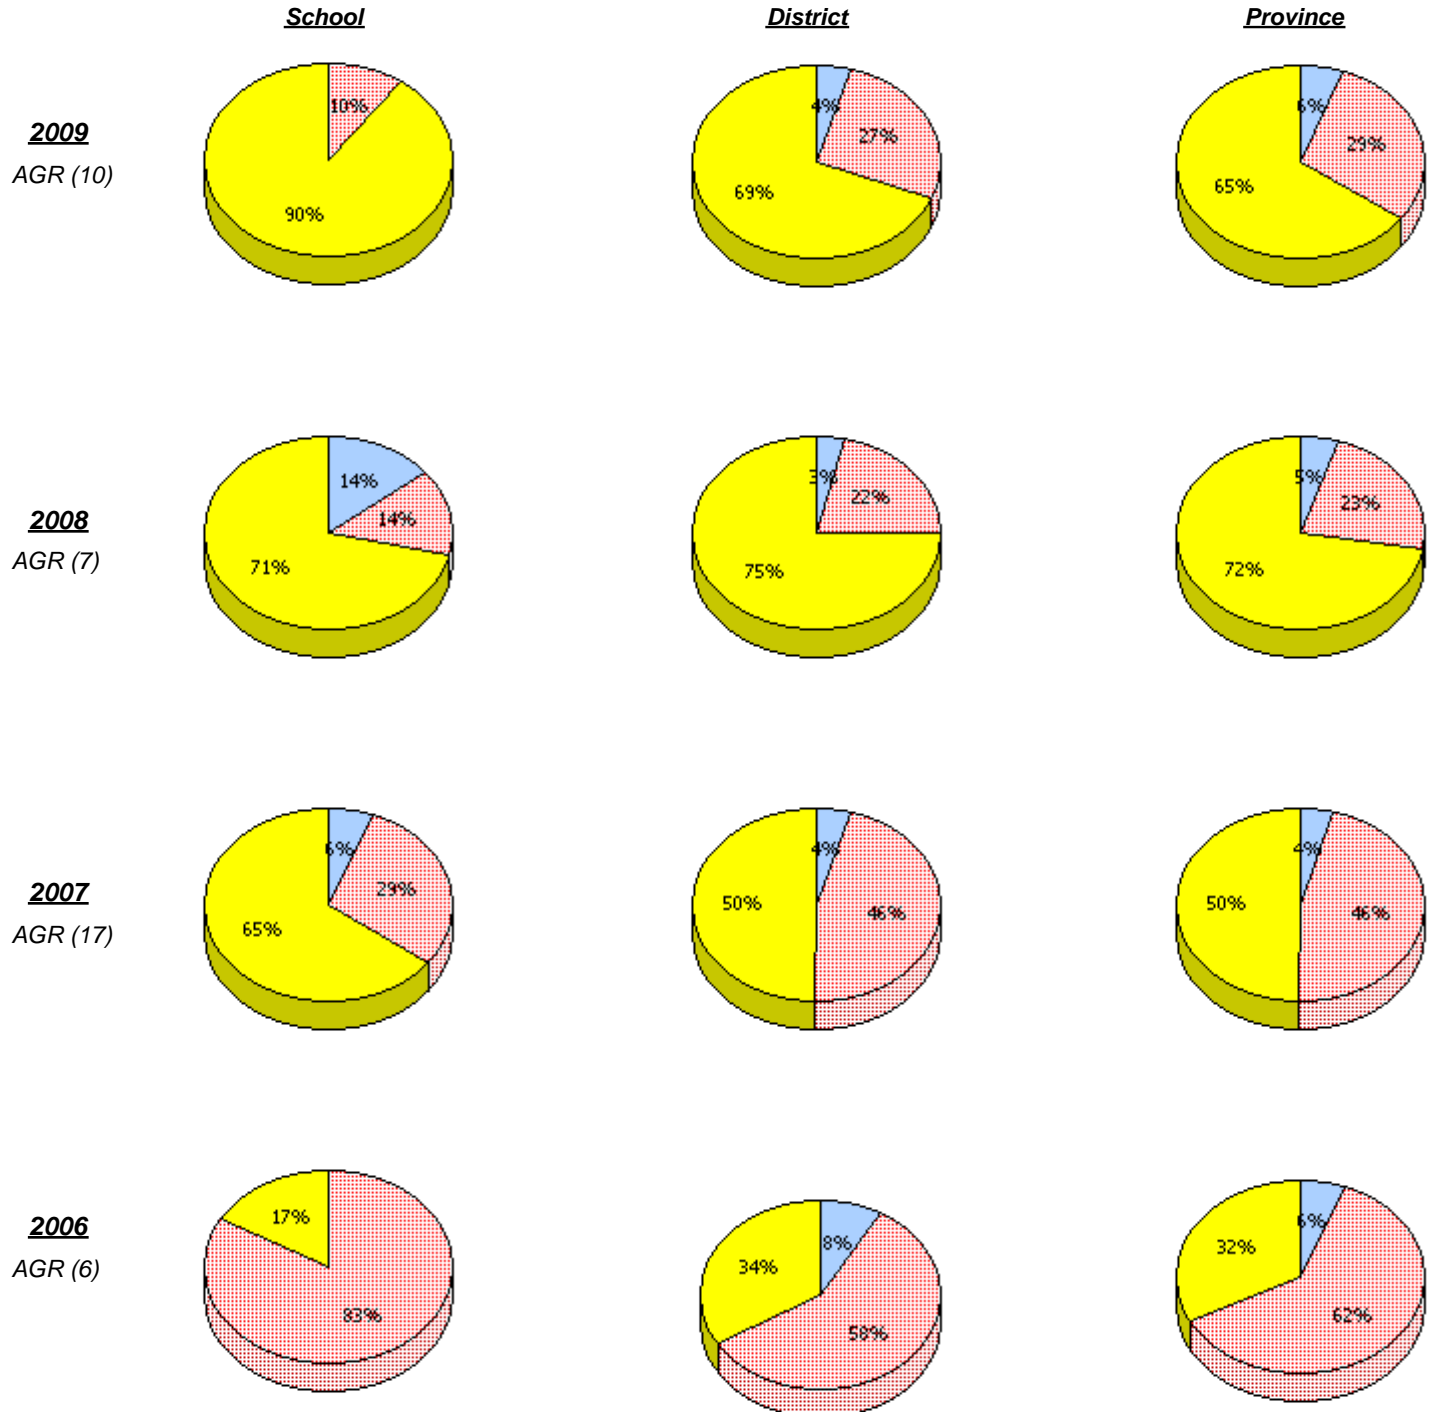 School District Province
10% 4% 27% 6% 29%
2009
AGR (10)
90% 69% 65%
14% 14% 3% 22% 5% 23%
2008
AGR (7)
71% 75% 72%
6% 29% 4% 46% 4% 46%
2007
AGR (17)
65% 50% 50%
17% 8% 34% 6% 32%
2006
AGR (6)
83% 58% 62%